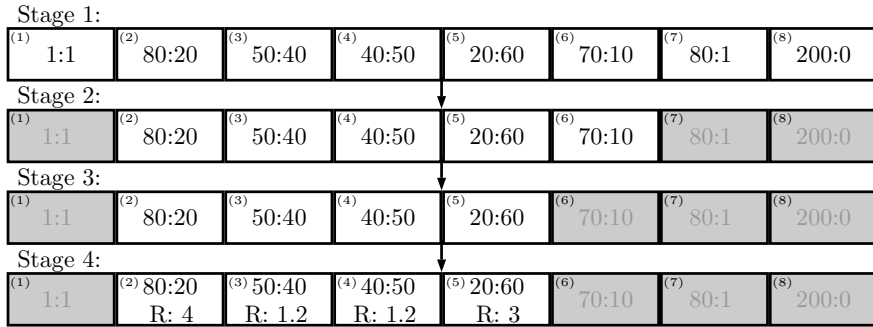 Stage 1:
(1) 1:1 (2) 80:20 (3) 50:40 (4) 40:50 (5) 20:60 (6) 70:10 (7) 80:1 (8) 200:0
Stage 2:
(1) 1:1 (2) 80:20 (3) 50:40 (4) 40:50 (5) 20:60 (6) 70:10 (7) 80:1 (8) 200:0
Stage 3:
(1) 1:1 (2) 80:20 (3) 50:40 (4) 40:50 (5) 20:60 (6) 70:10 (7) 80:1 (8) 200:0
Stage 4:
(1) 1:1 (2) 80:20 (3) 50:40 (4) 40:50 (5) 20:60 (6) 70:10 (7) 80:1 (8) 200:0
R: 4 R: 1.2 R: 1.2 R: 3